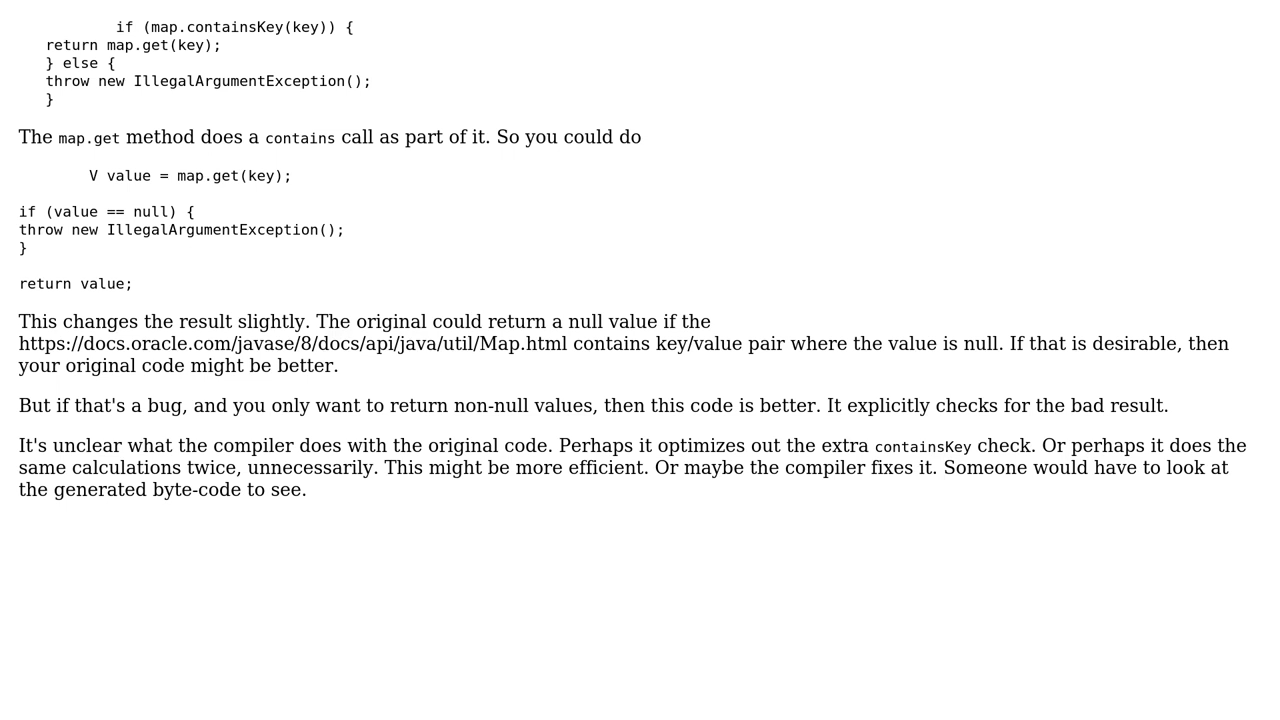 if (map.containsKey(key)) {
return map.get(key);
} else {
throw new IllegalArgumentException();
}
The map.get method does a contains call as part of it. So you could do
V value = map.get(key);
if (value == null) {
throw new IllegalArgumentException();
}
return value;
This changes the result slightly. The original could return a null value if the
https://docs.oracle.com/javase/8/docs/api/java/util/Map.html contains key/value pair where the value is null. If that is desirable, then
your original code might be better.
But if that's a bug, and you only want to return non-null values, then this code is better. It explicitly checks for the bad result.
It's unclear what the compiler does with the original code. Perhaps it optimizes out the extra containsKey check. Or perhaps it does the
same calculations twice, unnecessarily. This might be more efficient. Or maybe the compiler fixes it. Someone would have to look at
the generated byte-code to see.